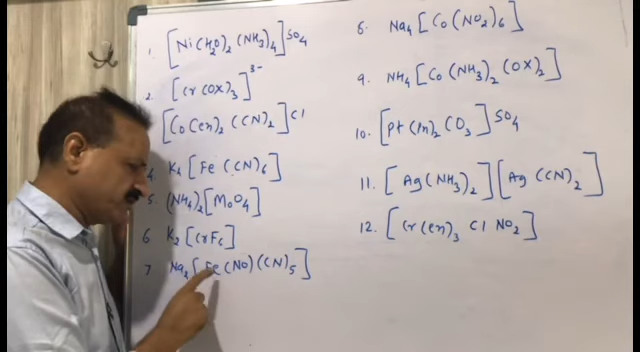 1. [Ni(H2O)2(NH3)4]SO4
2. [Cr(OX)3]3-
[Co(en)2(CN)2]Cl
4. K4[Fe(CN)6]
5. (NH4)2[MoO4]
6. K2[CrF6]
7 Na2[Fe(NO)(CN)5]
8. Na4[Co(NO2)6]
9. NH4[Co(NH3)2(OX)2]
10. [Pt(In)2CO3]SO4
11. [Ag(NH3)2][Ag(CN)2]
12. [Cr(en)3 Cl NO2]